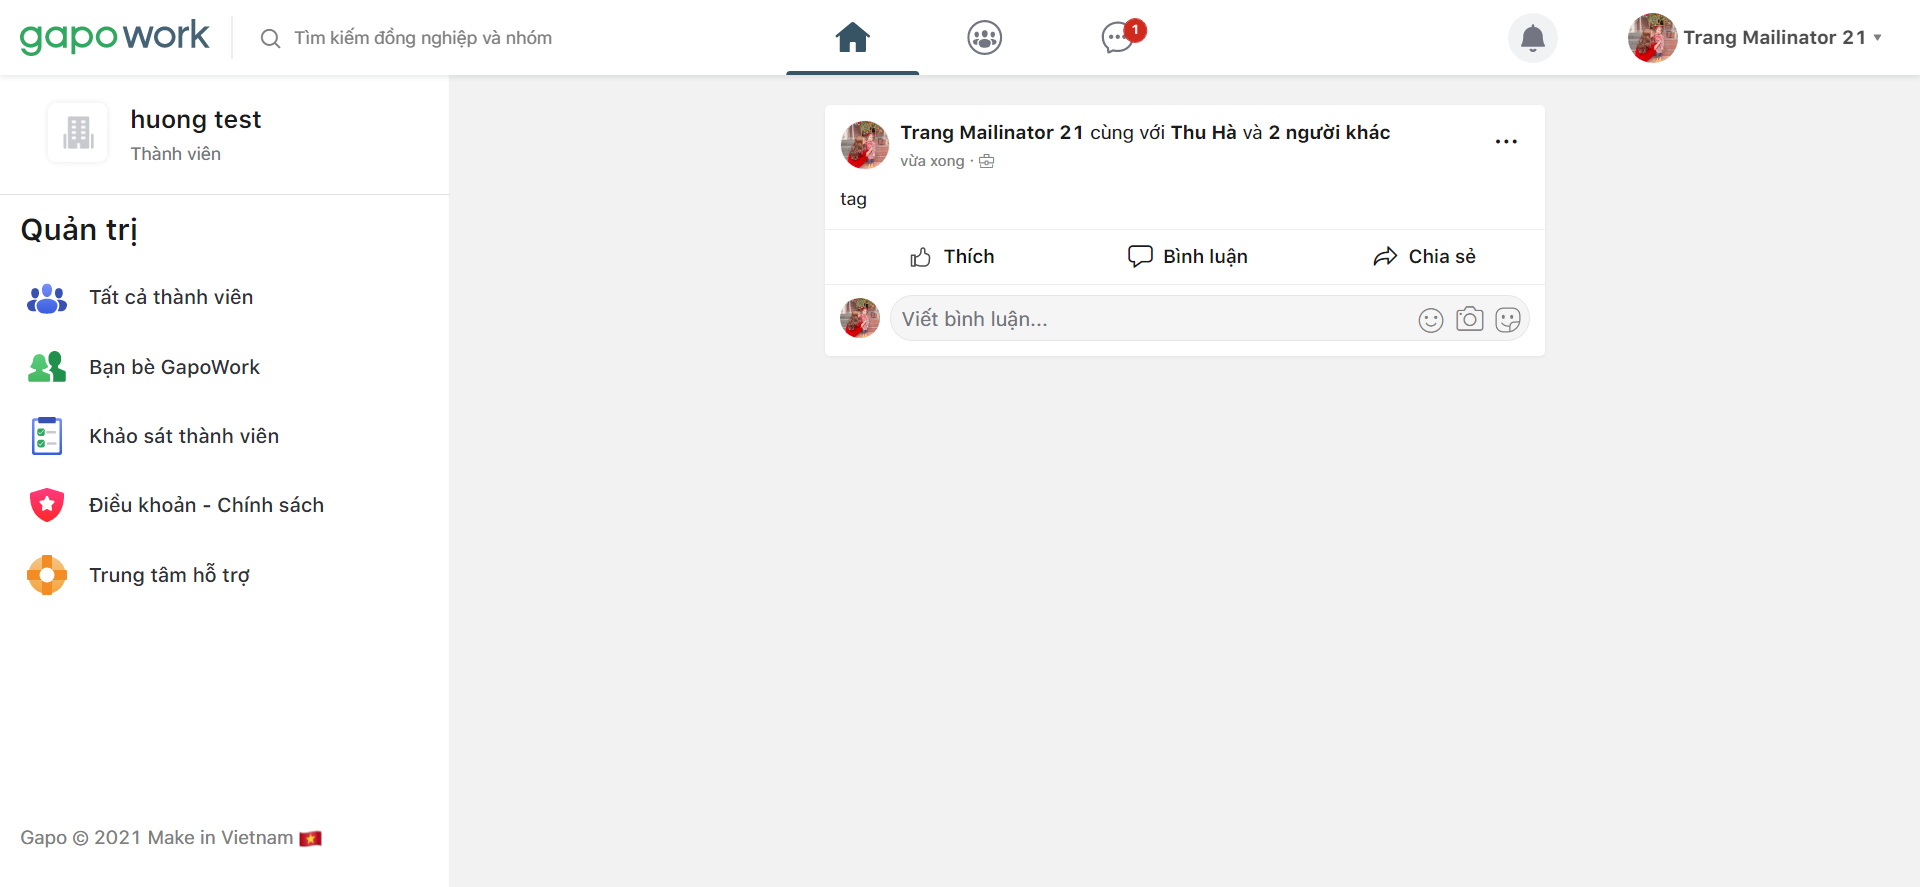 gapowork
Tìm kiếm đồng nghiệp và nhóm
1
Trang Mailinator 21
huong test
Thành viên
Quản trị
Tất cả thành viên
Bạn bè GapoWork
Khảo sát thành viên
Điều khoản - Chính sách
Trung tâm hỗ trợ
Gapo © 2021 Make in Vietnam 🇻🇳
Trang Mailinator 21 cùng với Thu Hà và 2 người khác
vừa xong ·
tag
Thích
Bình luận
Chia sẻ
Viết bình luận...